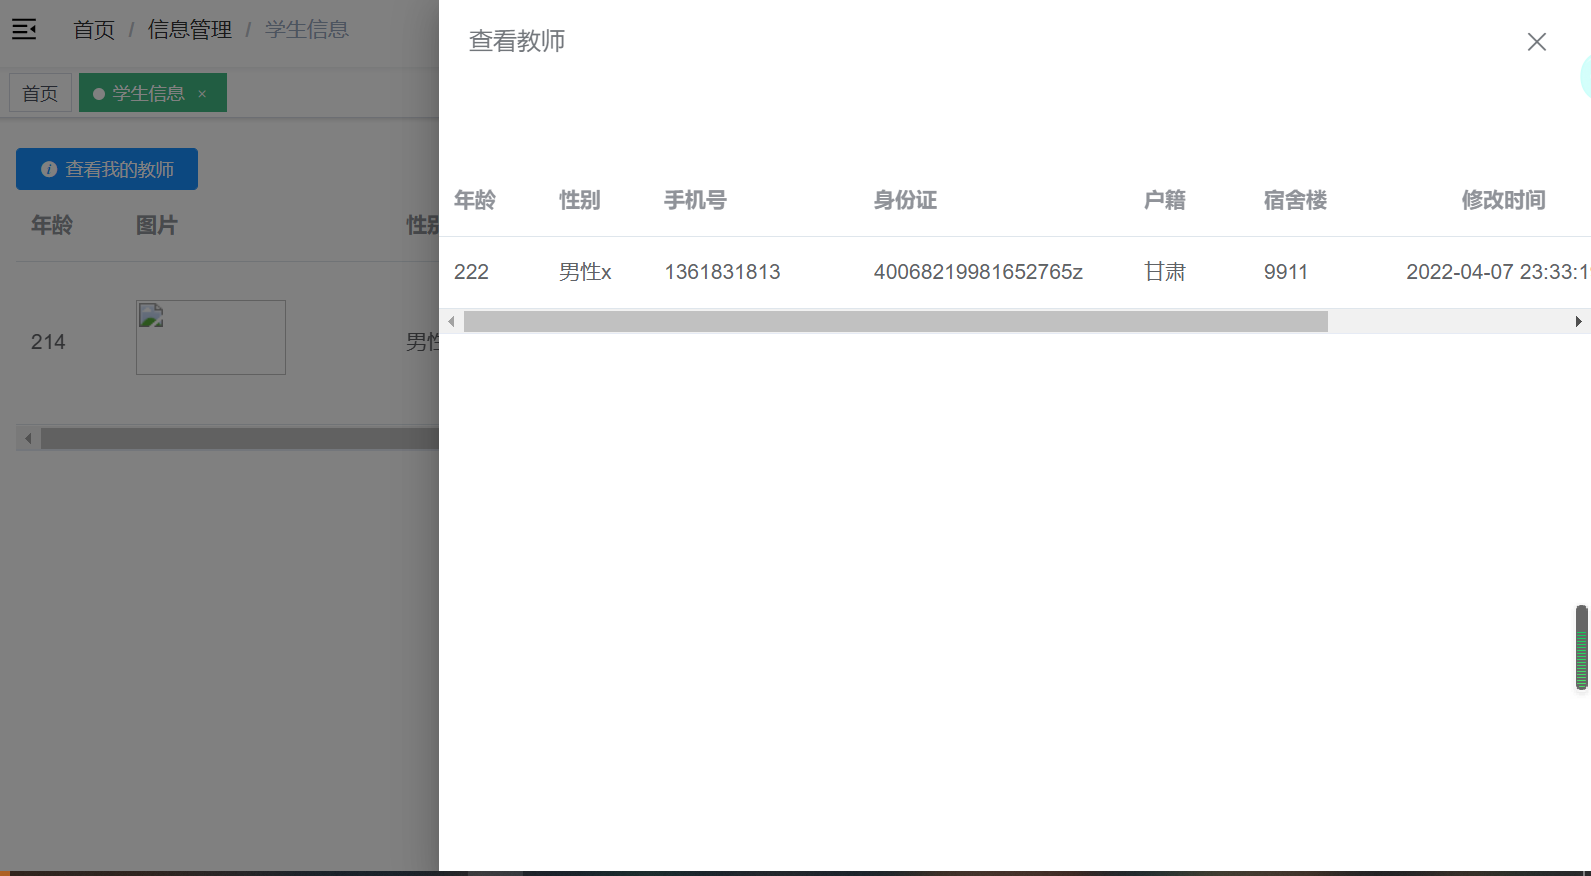 首页 / 信息管理 / 学生信息
首页
学生信息 ×
查看我的教师
年龄 图片
214
查看教师
年龄 性别 手机号 身份证 户籍 宿舍楼 修改时间
222 男性x 1361831813 40068219981652765z 甘肃 9911 2022-04-07 23:33:1